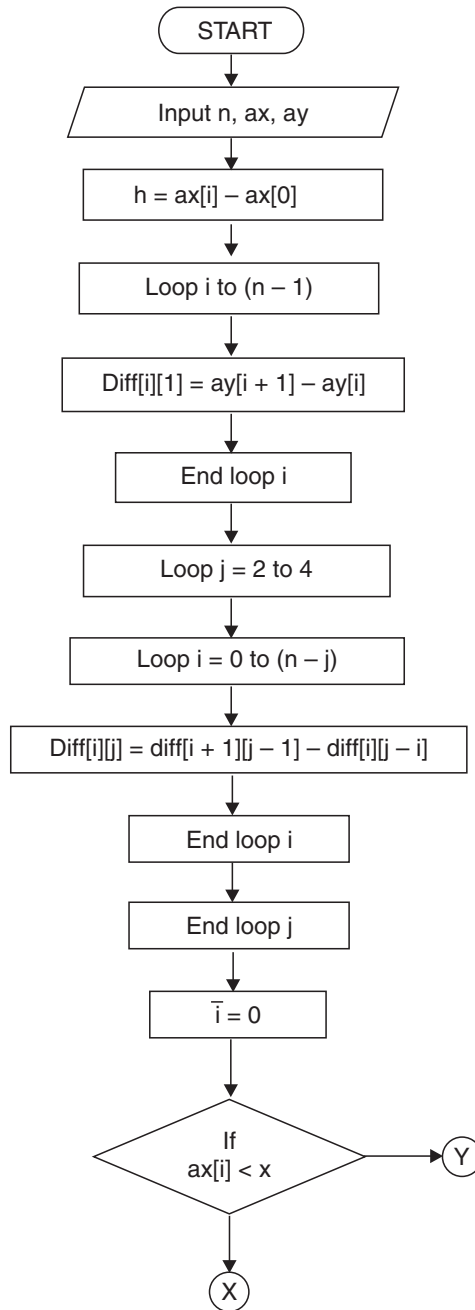 START
Input n, ax, ay
h = ax[i] – ax[0]
Loop i to (n – 1)
Diff[i][1] = ay[i + 1] – ay[i]
End loop i
Loop j = 2 to 4
Loop i = 0 to (n – j)
Diff[i][j] = diff[i + 1][j – 1] – diff[i][j – i]
End loop i
End loop j
i̅ = 0
If
ax[i] < x
Y
X